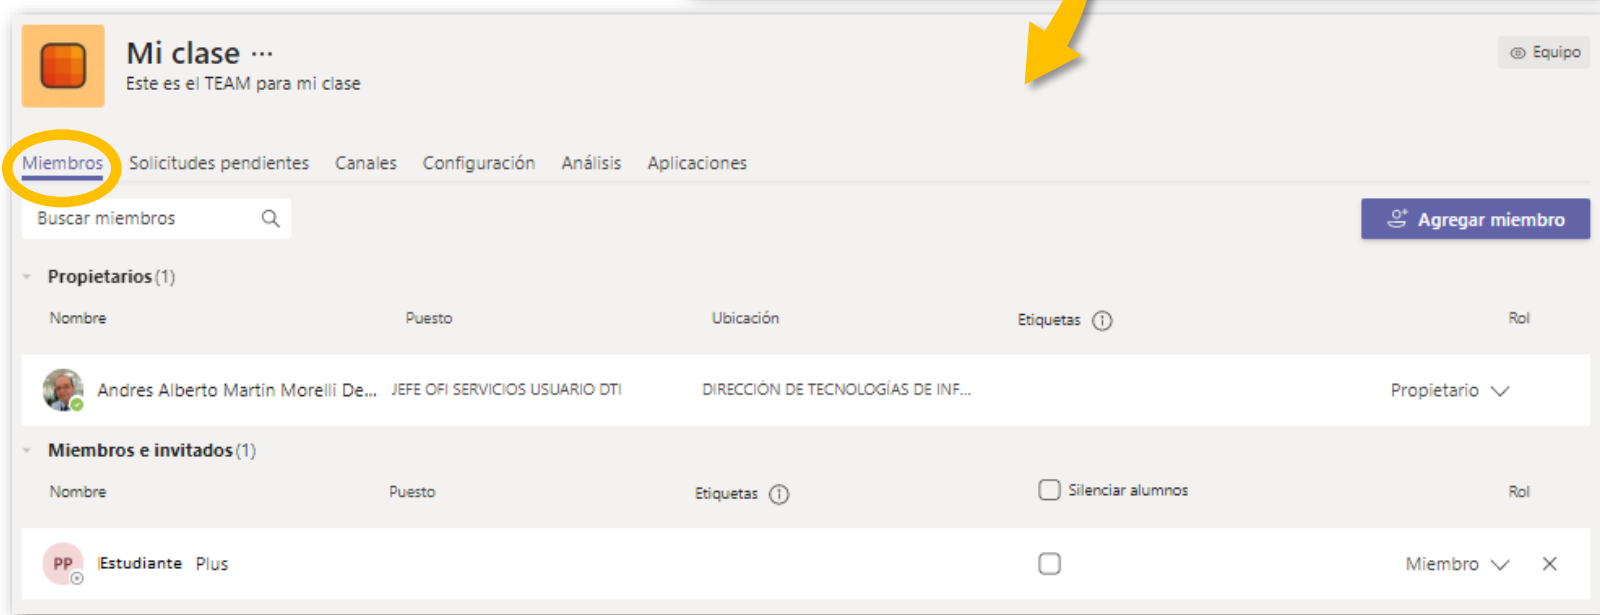 Mi clase ...
Equipo
Este es el TEAM para mi clase
Miembros Solicitudes pendientes Canales Configuración Análisis Aplicaciones
Buscar miembros
Agregar miembro
Propietarios (1)
Nombre Puesto Ubicación Etiquetas Rol
Andres Alberto Martin Morelli De... JEFE OFI SERVICIOS USUARIO DTI DIRECCIÓN DE TECNOLOGÍAS DE INF... Propietario
Miembros e invitados (1)
Nombre Puesto Etiquetas Silenciar alumnos Rol
PP Estudiante Plus Miembro